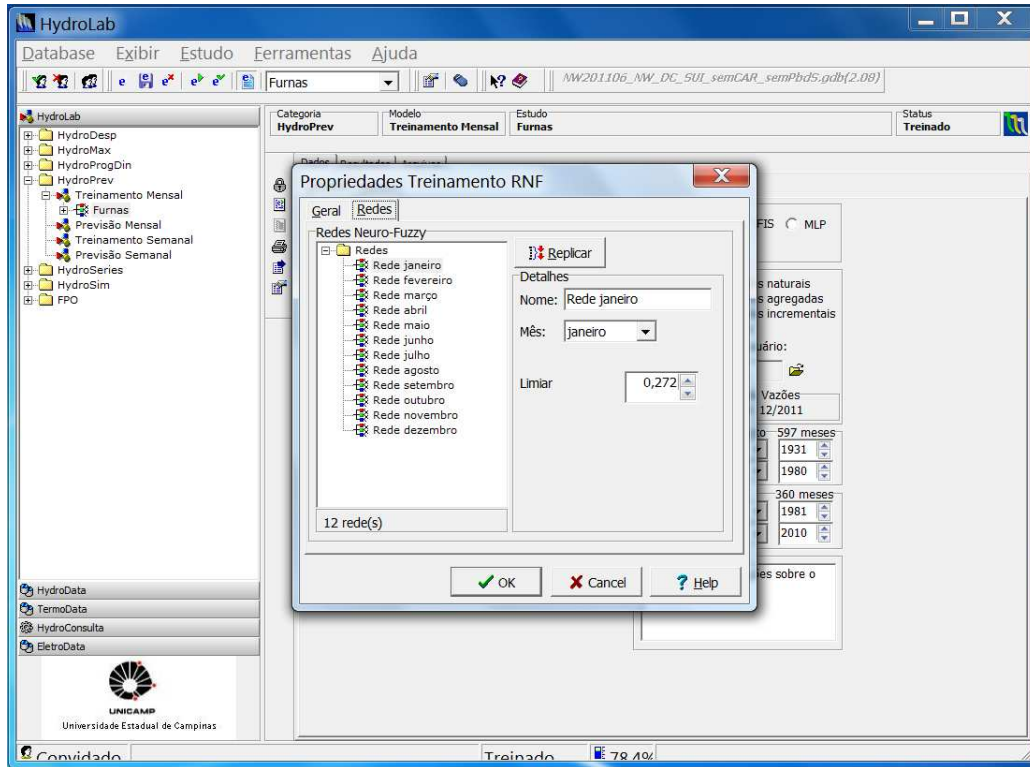 HydroLab
Database Exibir Estudo Ferramentas Ajuda
Furnas
NW201106_NW_DC_SUI_semCAR_semPbdS.gdb(2.08)
HydroLab
HydroDesp
HydroMax
HydroProgDin
HydroPrev
Treinamento Mensal
Furnas
Previsão Mensal
Treinamento Semanal
Previsão Semanal
HydroSeries
HydroSim
FPO
HydroData
TermoData
HydroConsulta
EletroData
UNICAMP
Universidade Estadual de Campinas
Categoria
HydroPrev
Modelo
Treinamento Mensal
Estudo
Furnas
Status
Treinado
Dados Resultados Arquivos
Propriedades Treinamento RNF
Geral Redes
Redes Neuro-Fuzzy
Redes
Rede janeiro
Rede fevereiro
Rede março
Rede abril
Rede maio
Rede junho
Rede julho
Rede agosto
Rede setembro
Rede outubro
Rede novembro
Rede dezembro
12 rede(s)
Replicar
Detalhes
Nome: Rede janeiro
Mês: janeiro
Limiar 0,272
OK Cancel Help
FIS MLP
s naturais
s agregadas
s incrementais
uário:
Vazões
12/2011
to 597 meses
1931
1980
360 meses
1981
2010
ões sobre o
Convidado Treinado 78.4%